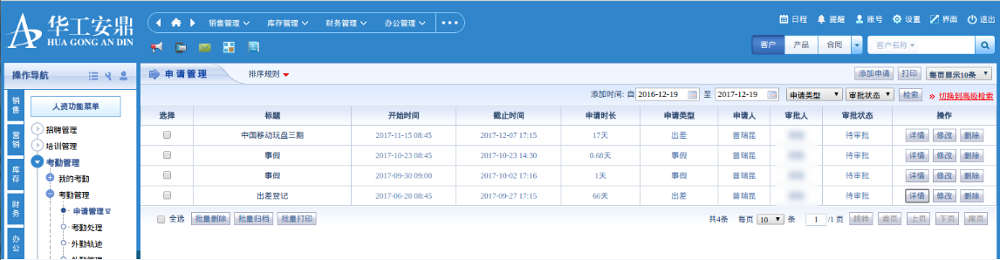 华工安鼎
HUA GONG AN DIN
销售管理 库存管理 财务管理 办公管理
日程 提醒 账号 设置 界面 退出
客户 产品 合同 客户名称
操作导航
申请管理 排序规则
添加申请 打印 每页显示10条
添加时间: 自 2016-12-19 至 2017-12-19 申请类型 审批状态 检索 » 切换到高级检索
销售
营销
库存
财务
办公
人资功能菜单
招聘管理
培训管理
考勤管理
我的考勤
考勤管理
申请管理
考勤处理
外勤轨迹
外勤管理
选择 标题 开始时间 截止时间 申请时长 申请类型 申请人 审批人 审批状态 操作
中国移动玩盘三期 2017-11-15 08:45 2017-12-07 17:15 17天 出差 曾瑞昆 待审批 详情 修改 删除
事假 2017-10-23 08:45 2017-10-23 14:30 0.68天 事假 曾瑞昆 待审批 详情 修改 删除
事假 2017-09-30 09:00 2017-10-02 17:16 1天 事假 曾瑞昆 待审批 详情 修改 删除
出差登记 2017-06-28 08:45 2017-09-27 17:15 66天 出差 曾瑞昆 待审批 详情 修改 删除
全选 批量删除 批量归档 批量打印 共4条 每页 10 条 1 /1 页 跳转 首页 上页 下页 尾页